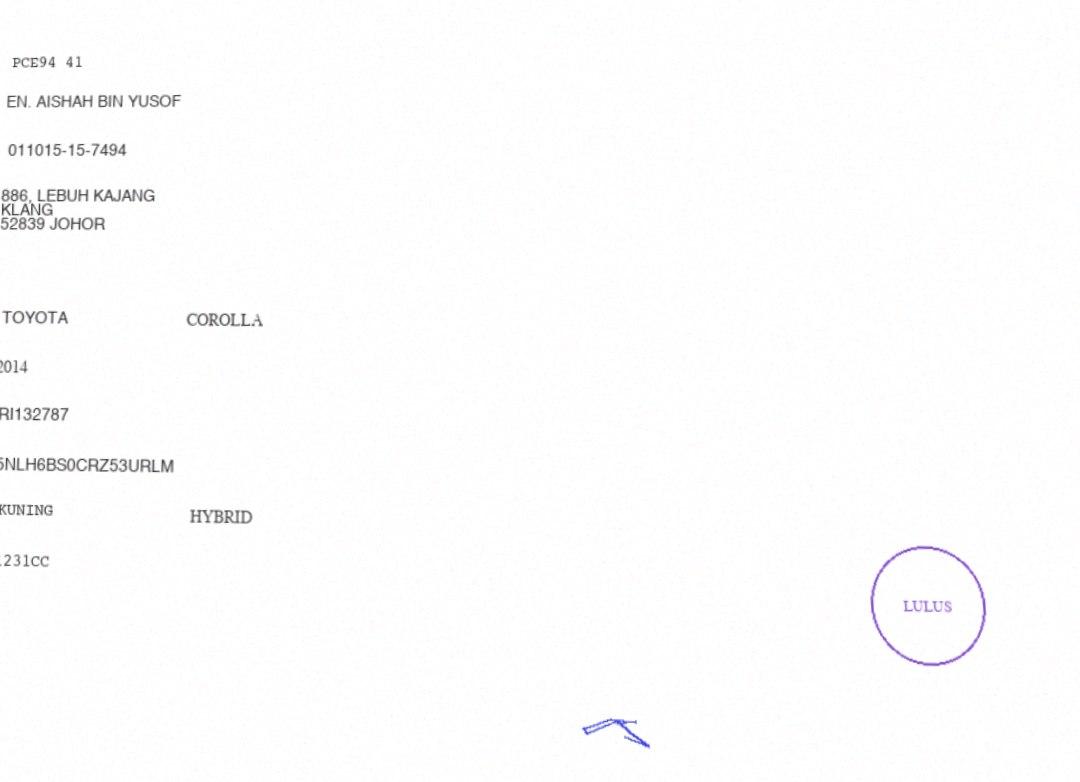 PCE94 41
EN. AISHAH BIN YUSOF
011015-15-7494
886, LEBUH KAJANG
KLANG
52839 JOHOR
TOYOTA COROLLA
2014
RI132787
5NLH6BS0CRZ53URLM
KUNING HYBRID
231CC
LULUS